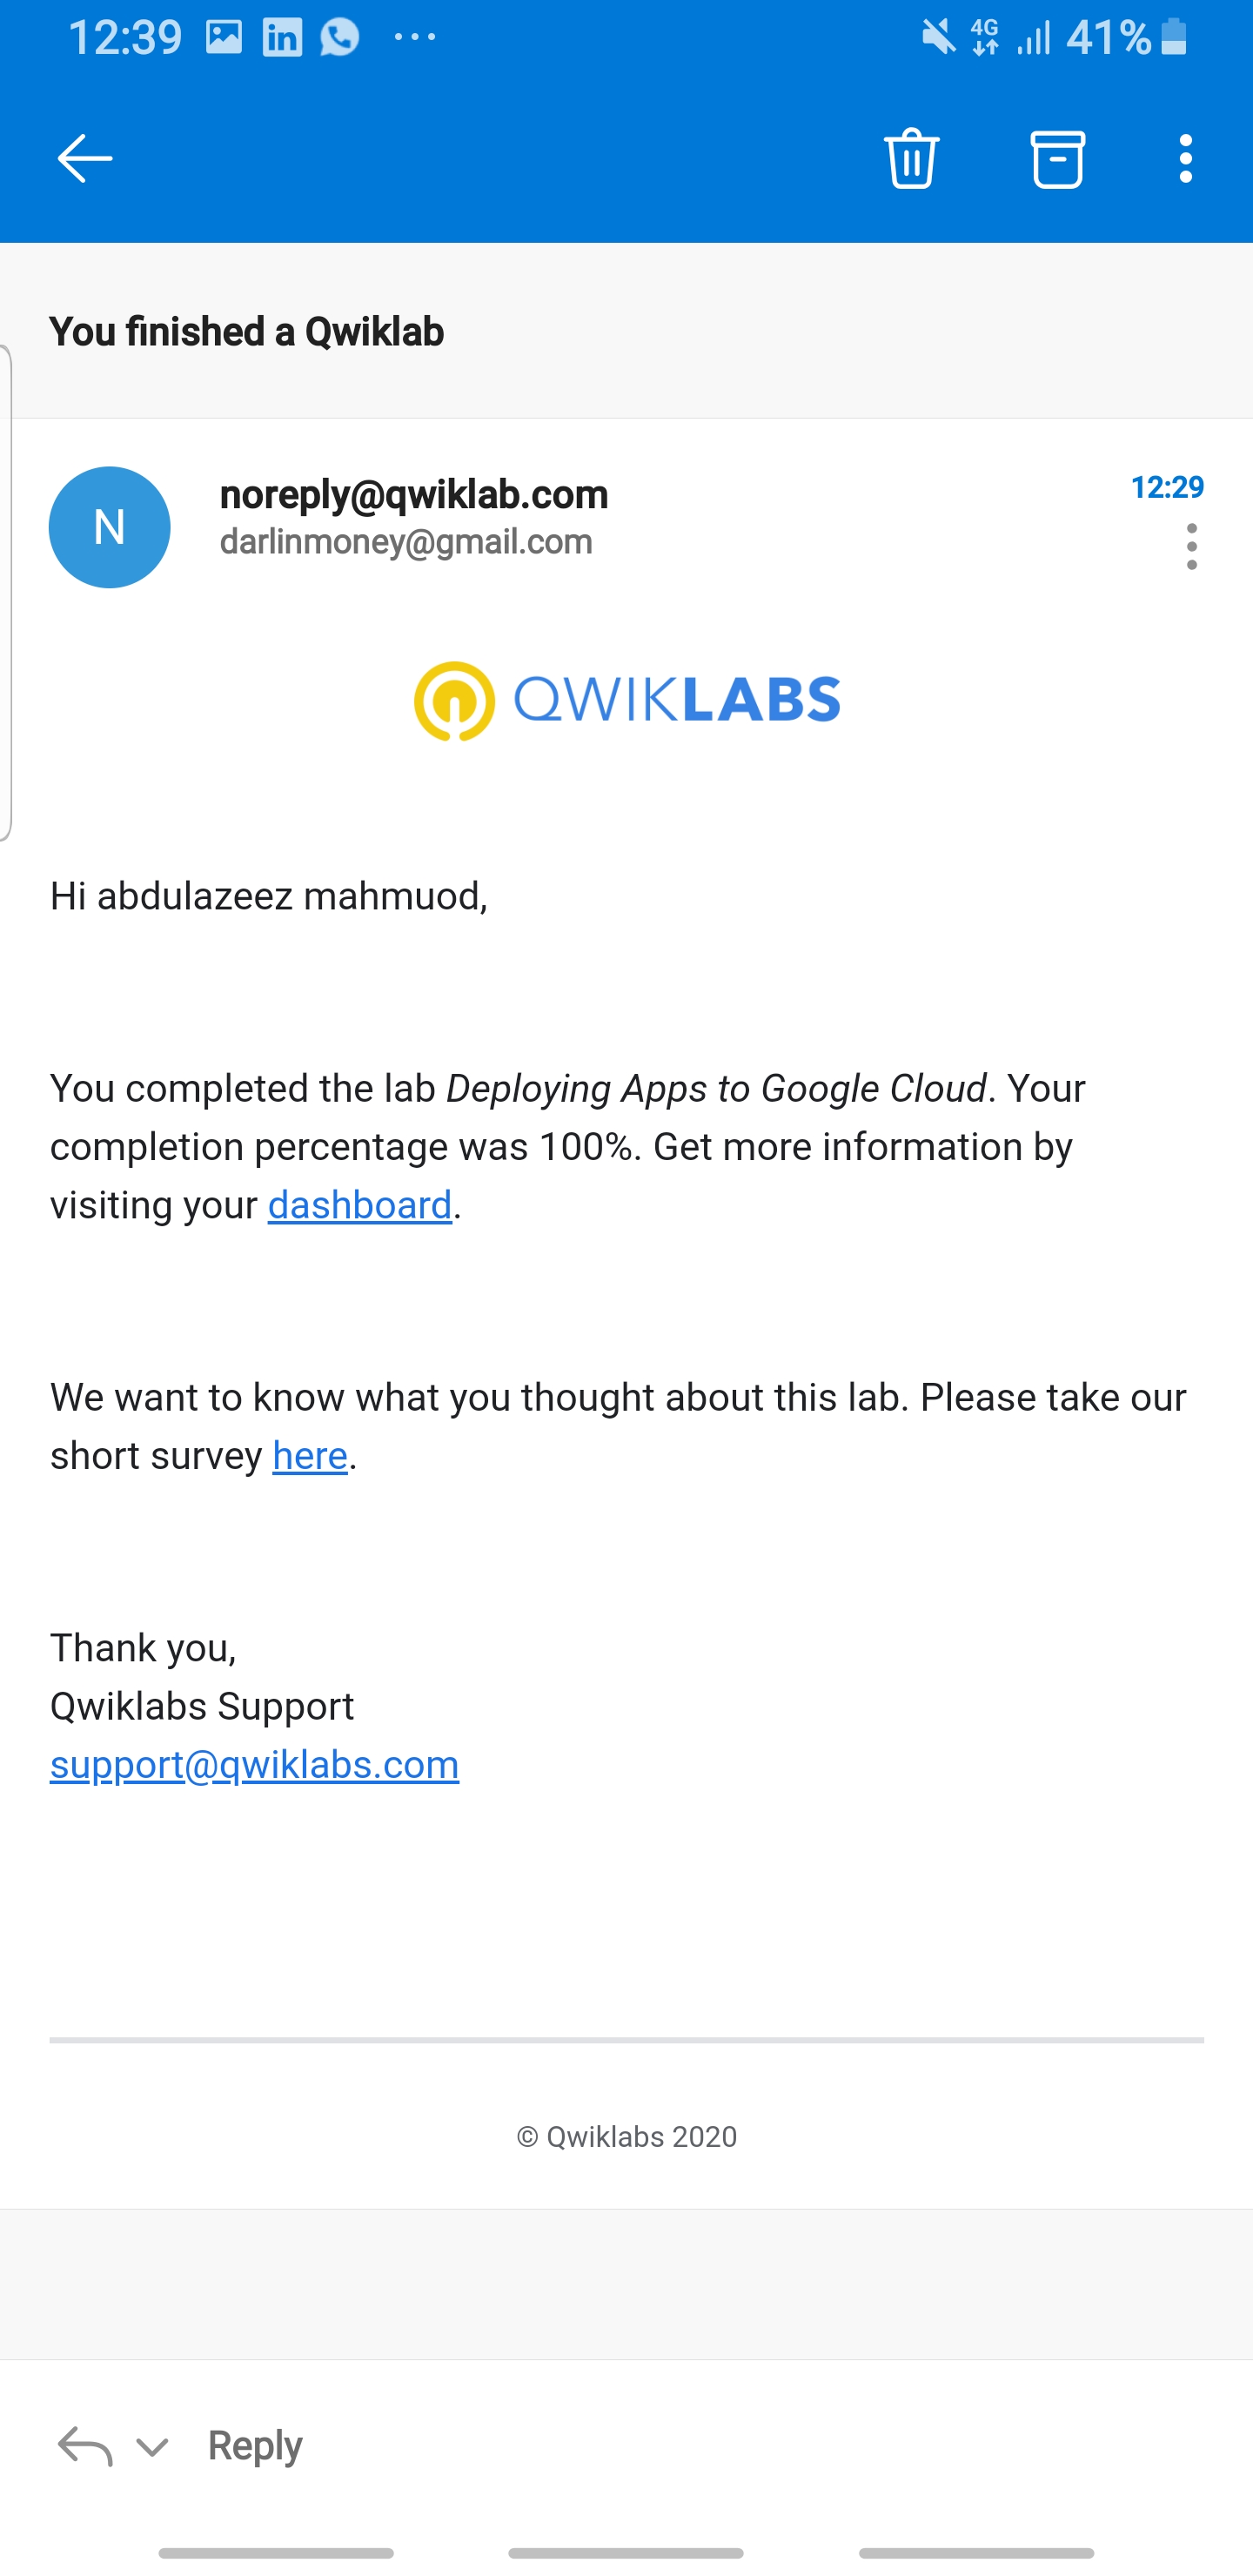 12:39
4G
41%
You finished a Qwiklab
N
noreply@qwiklab.com
12:29
darlinmoney@gmail.com
QWIKLABS
Hi abdulazeez mahmuod,
You completed the lab Deploying Apps to Google Cloud. Your
completion percentage was 100%. Get more information by
visiting your dashboard.
We want to know what you thought about this lab. Please take our
short survey here.
Thank you,
Qwiklabs Support
support@qwiklabs.com
© Qwiklabs 2020
Reply